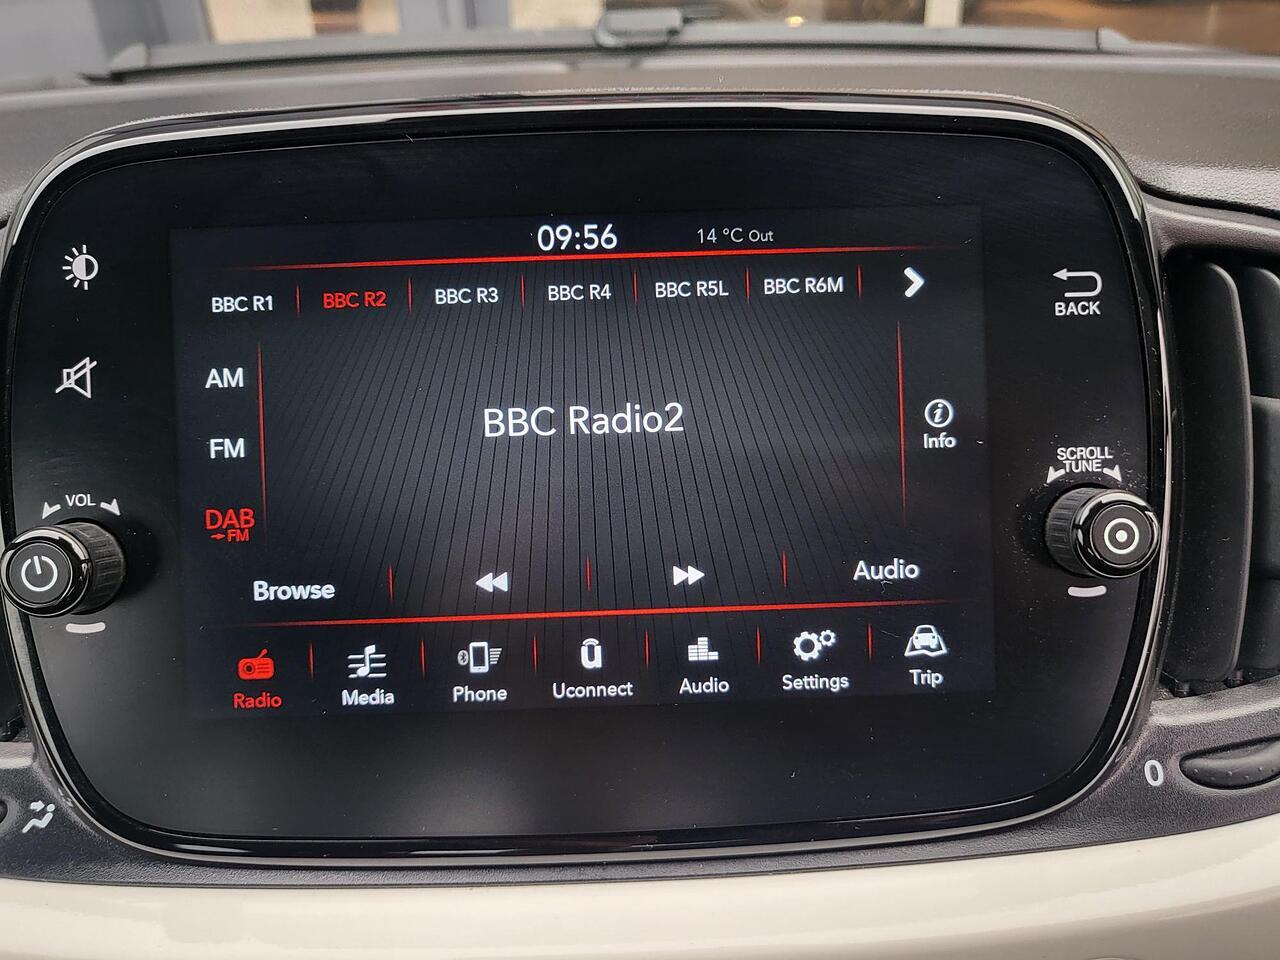 09:56 14 °C Out
BBC R1 BBC R2 BBC R3 BBC R4 BBC R5L BBC R6M
BACK
AM
BBC Radio2
Info
FM
SCROLL
TUNE
VOL
DAB
→FM
Browse Audio
Radio Media Phone Uconnect Audio Settings Trip
0